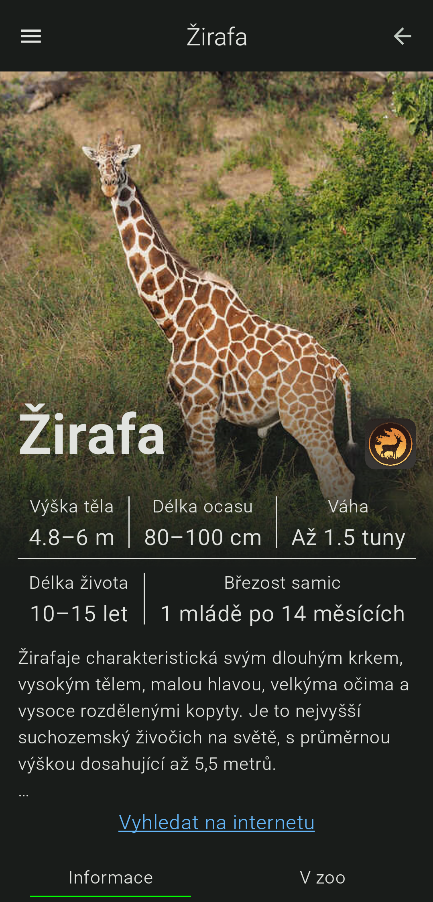 Žirafa
Žirafa
Výška těla
Délka ocasu
Váha
4.8–6 m
80–100 cm
Až 1.5 tuny
Délka života
Březost samic
10–15 let
1 mládě po 14 měsících
Žirafaje charakteristická svým dlouhým krkem,
vysokým tělem, malou hlavou, velkýma očima a
vysoce rozdělenými kopyty. Je to nejvyšší
suchozemský živočich na světě, s průměrnou
výškou dosahující až 5,5 metrů.
…
Vyhledat na internetu
Informace
V zoo